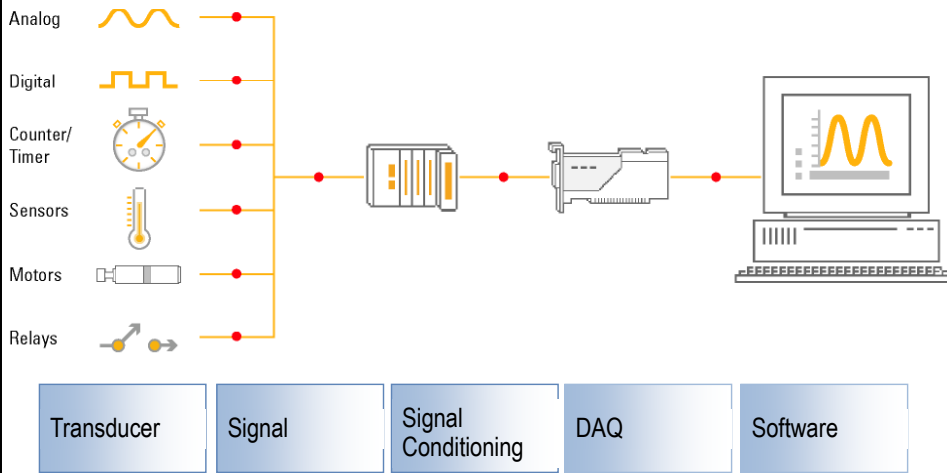 Analog
Digital
Counter/
Timer
Sensors
Motors
Relays
Transducer
Signal
Signal
Conditioning
DAQ
Software